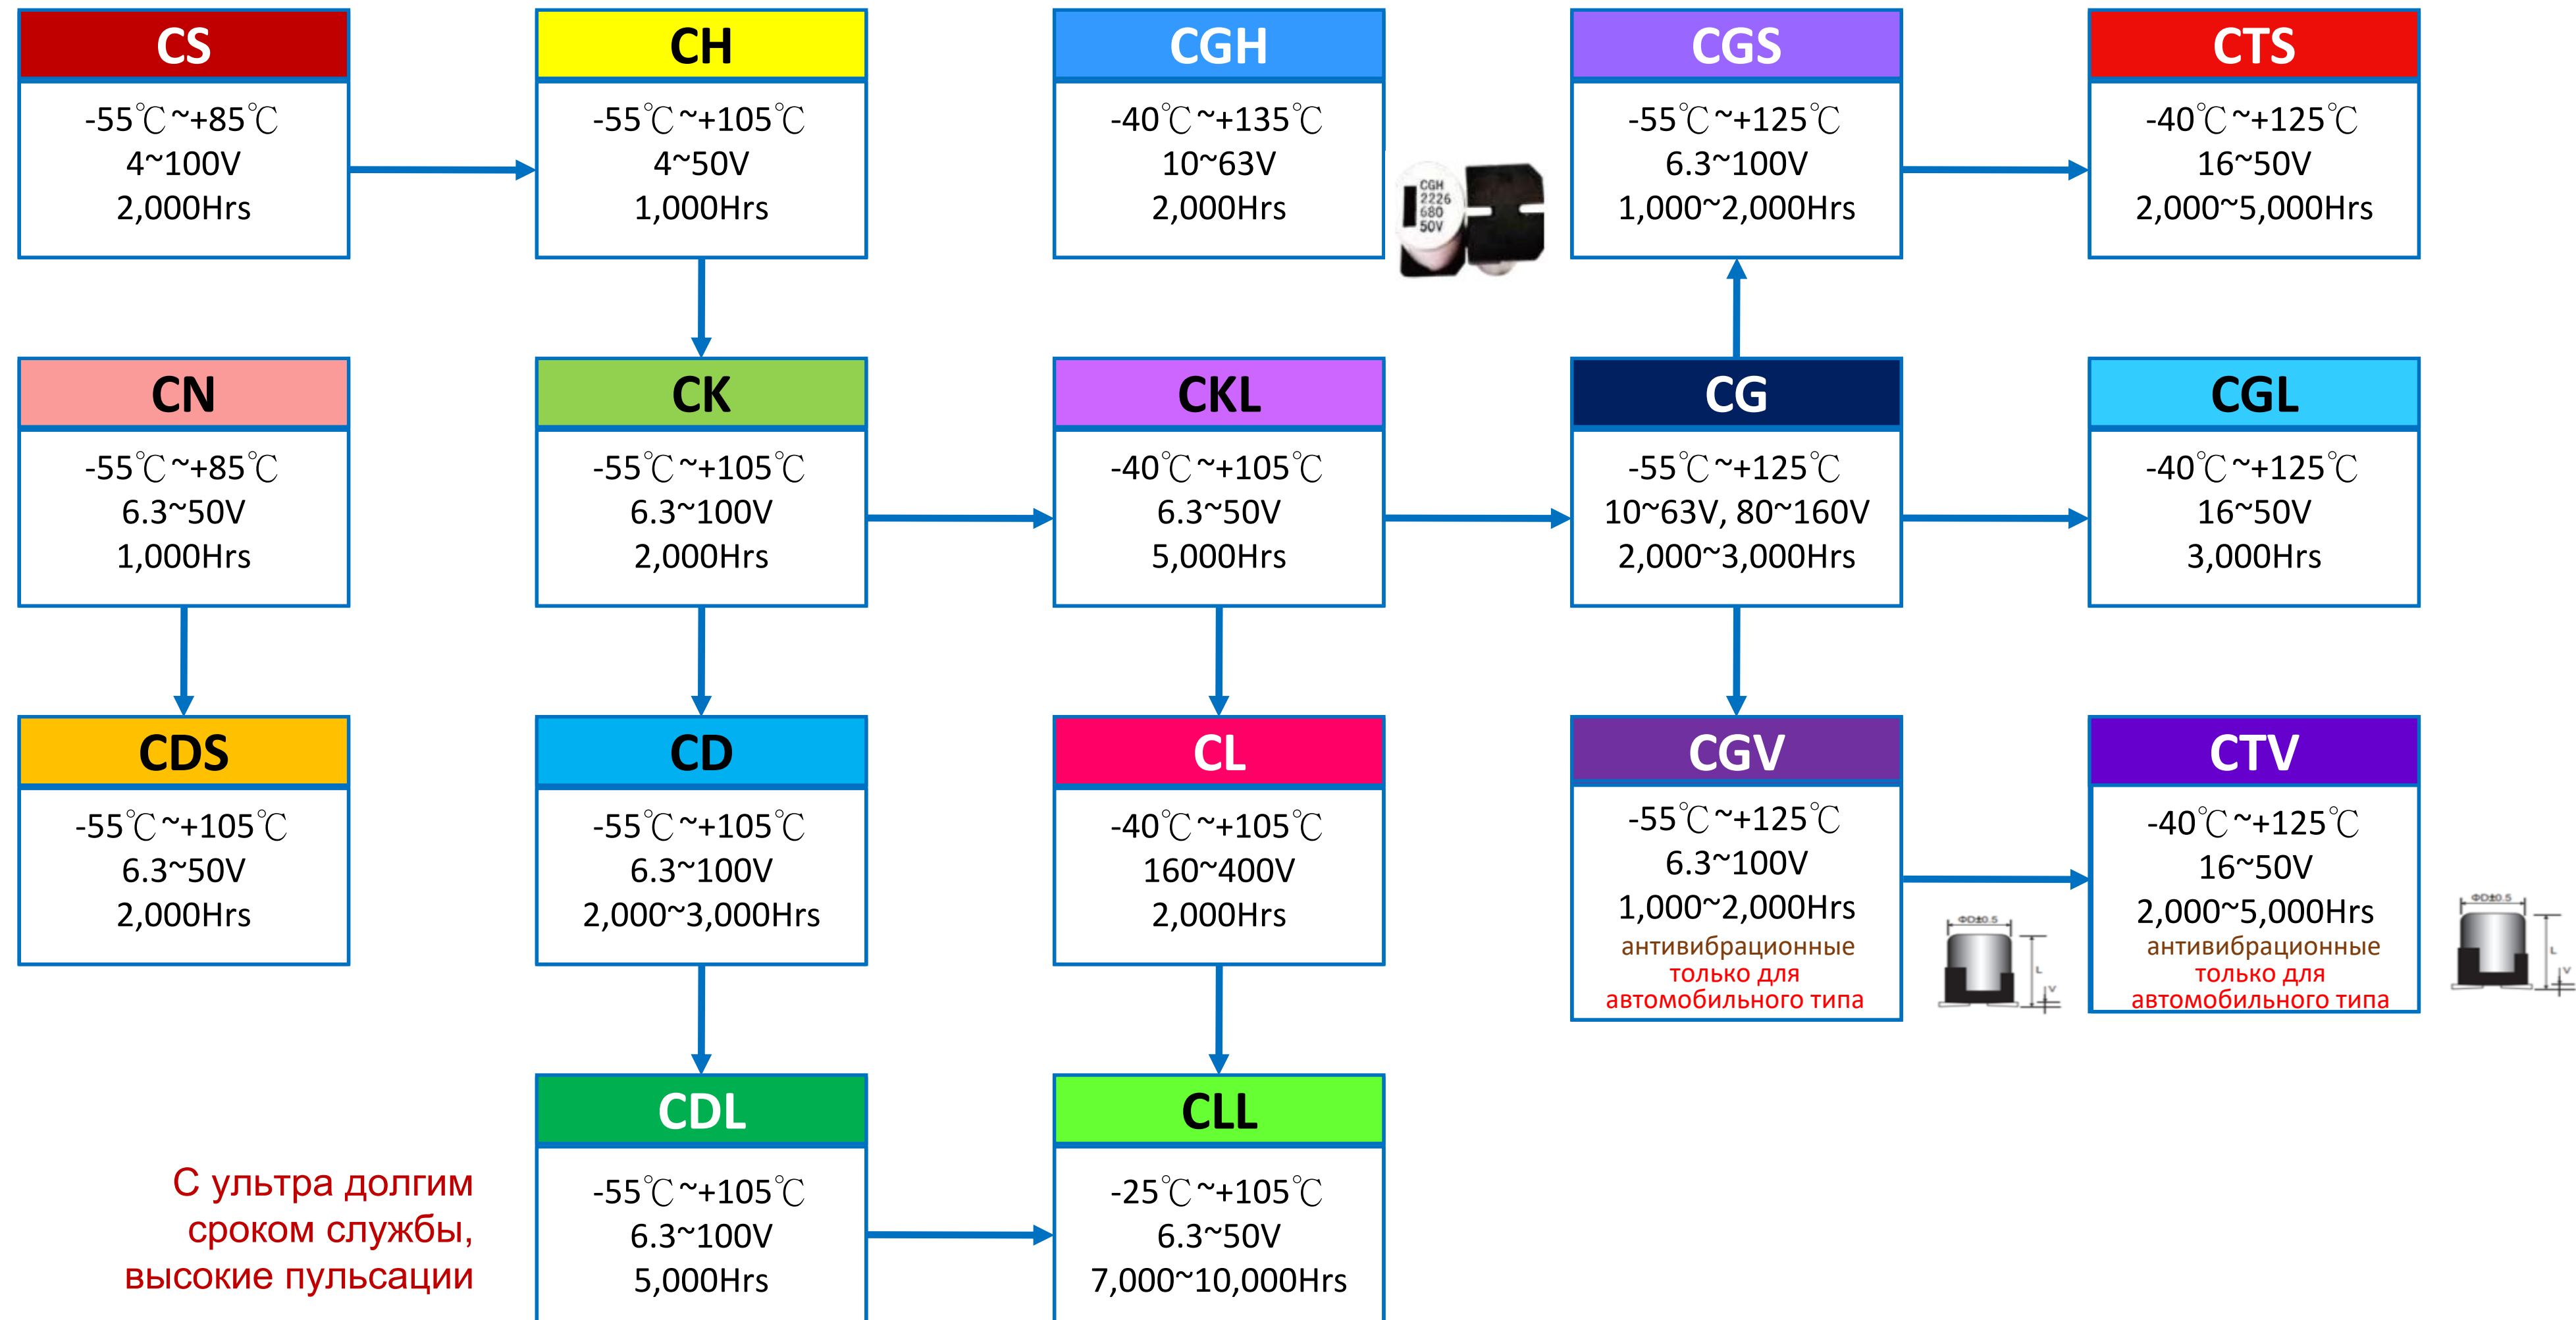 CS
-55℃~+85℃
4~100V
2,000Hrs
CH
-55℃~+105℃
4~50V
1,000Hrs
CGH
-40℃~+135℃
10~63V
2,000Hrs
CGH
2226
680
50V
CGS
-55℃~+125℃
6.3~100V
1,000~2,000Hrs
CTS
-40℃~+125℃
16~50V
2,000~5,000Hrs
CN
-55℃~+85℃
6.3~50V
1,000Hrs
CK
-55℃~+105℃
6.3~100V
2,000Hrs
CKL
-40℃~+105℃
6.3~50V
5,000Hrs
CG
-55℃~+125℃
10~63V, 80~160V
2,000~3,000Hrs
CGL
-40℃~+125℃
16~50V
3,000Hrs
CDS
-55℃~+105℃
6.3~50V
2,000Hrs
CD
-55℃~+105℃
6.3~100V
2,000~3,000Hrs
CL
-40℃~+105℃
160~400V
2,000Hrs
CGV
-55℃~+125℃
6.3~100V
1,000~2,000Hrs
антивибрационные
только для
автомобильного типа
ΦD±0.5
L
V
CTV
-40℃~+125℃
16~50V
2,000~5,000Hrs
антивибрационные
только для
автомобильного типа
ΦD±0.5
L
V
С ультра долгим
сроком службы,
высокие пульсации
CDL
-55℃~+105℃
6.3~100V
5,000Hrs
CLL
-25℃~+105℃
6.3~50V
7,000~10,000Hrs